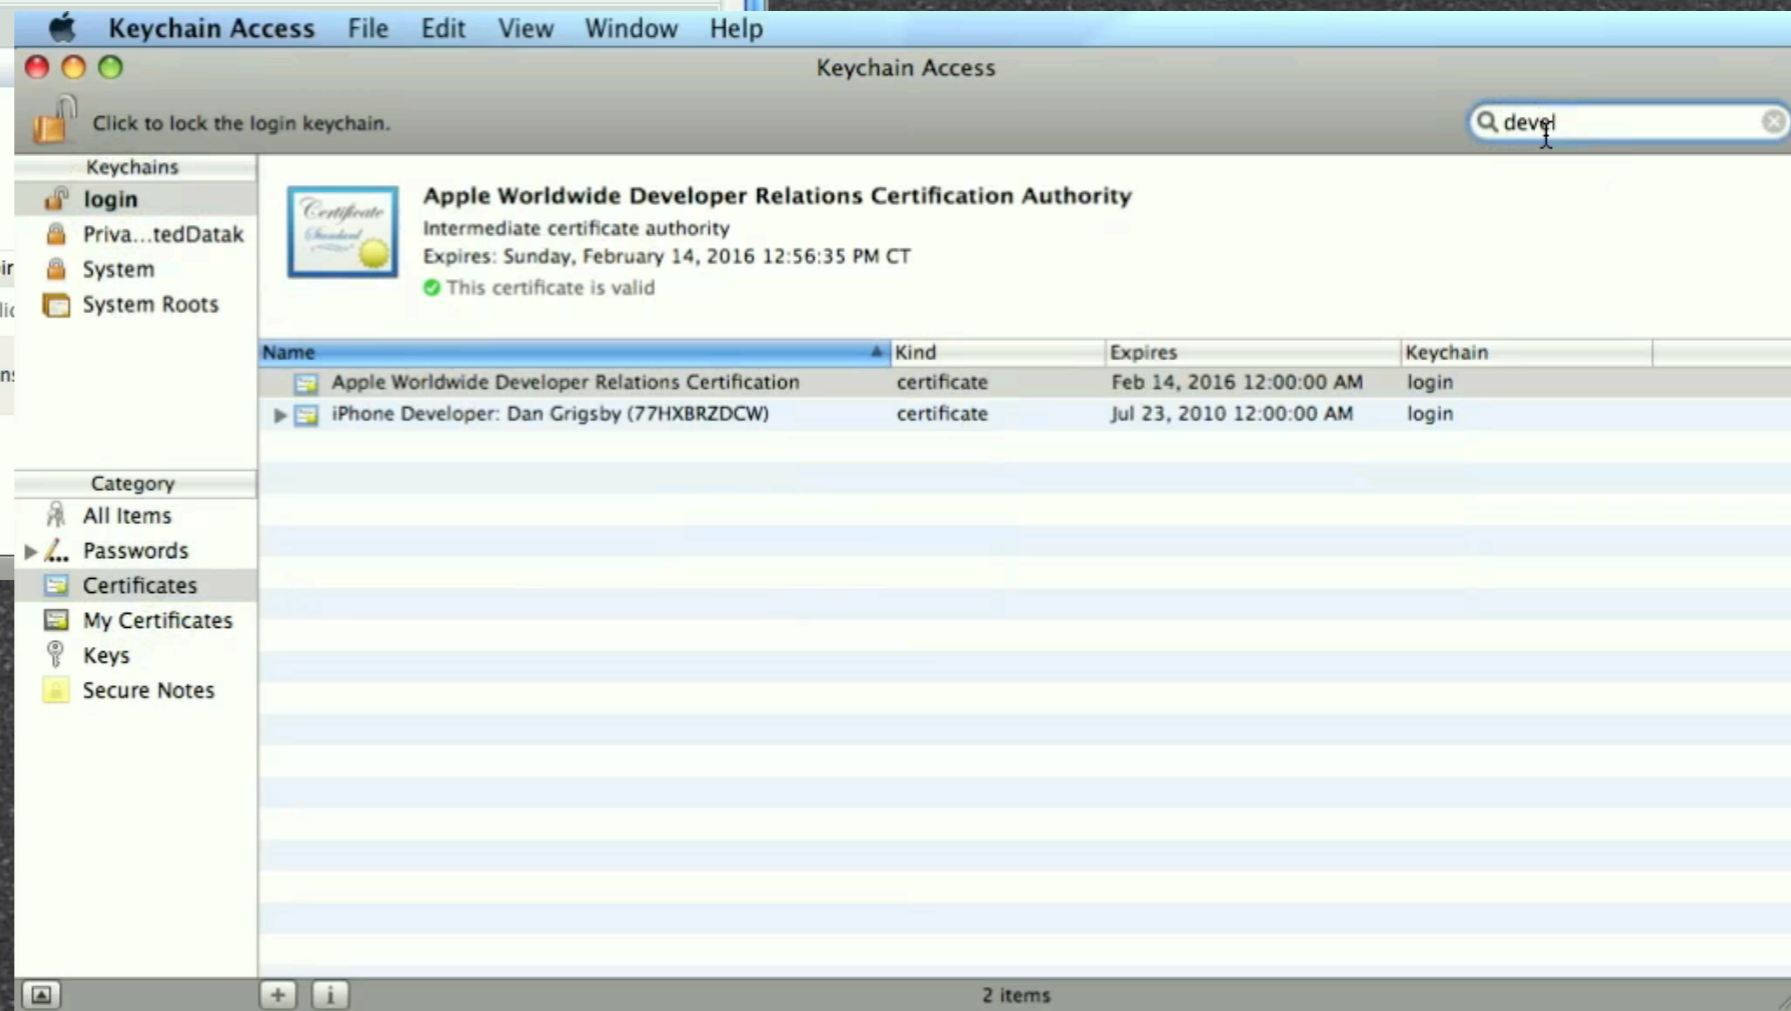 Keychain Access File Edit View Window Help
Keychain Access
Click to lock the login keychain.
devel
Keychains
login
Priva...tedDatak
System
System Roots
Certificate
Standard
Apple Worldwide Developer Relations Certification Authority
Intermediate certificate authority
Expires: Sunday, February 14, 2016 12:56:35 PM CT
This certificate is valid
Name Kind Expires Keychain
Apple Worldwide Developer Relations Certification certificate Feb 14, 2016 12:00:00 AM login
iPhone Developer: Dan Grigsby (77HXBRZDCW) certificate Jul 23, 2010 12:00:00 AM login
Category
All Items
Passwords
Certificates
My Certificates
Keys
Secure Notes
2 items